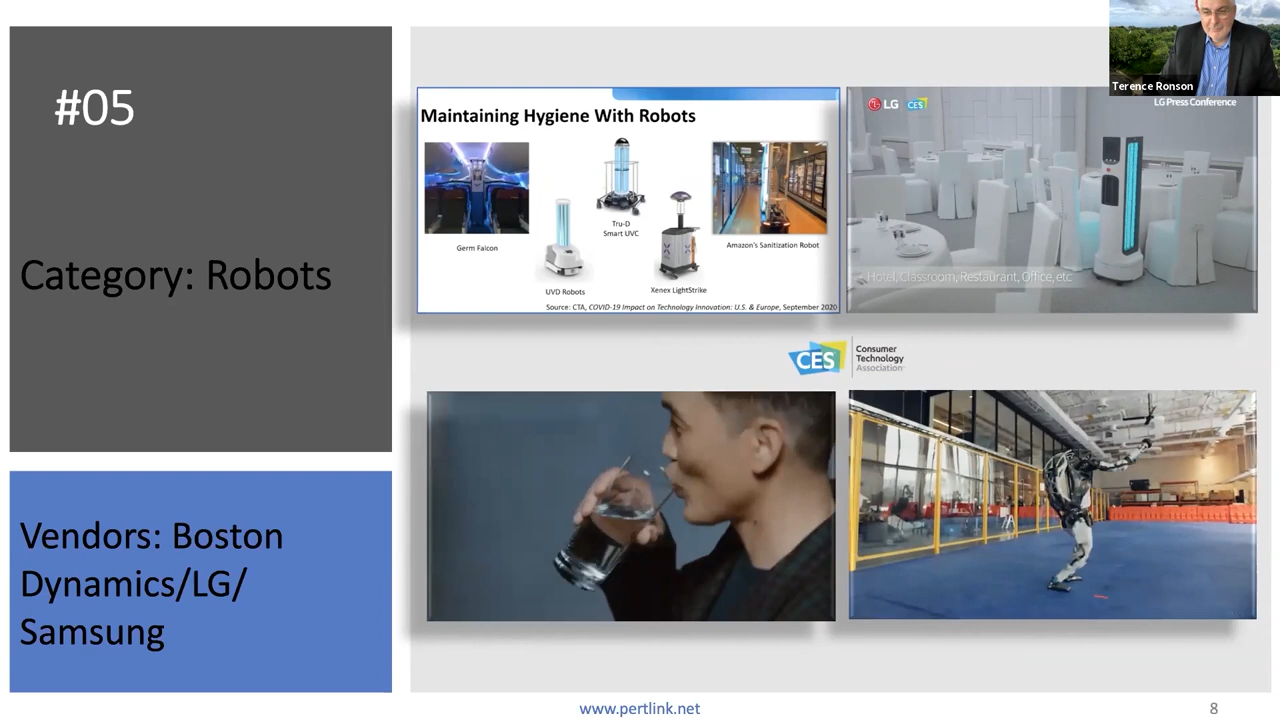 #05
Category: Robots
Vendors: Boston
Dynamics/LG/
Samsung
Maintaining Hygiene With Robots
Germ Falcon
UVD Robots
Tru-D
Smart UVC
Xenex LightStrike
Amazon's Sanitization Robot
Source: CTA, COVID-19 Impact on Technology Innovation: U.S. & Europe, September 2020
LG
CES
LG Press Conference
Hotel, Classroom, Restaurant, Office, etc
Terence Ronson
CES
Consumer
Technology
Association
www.pertlink.net
8